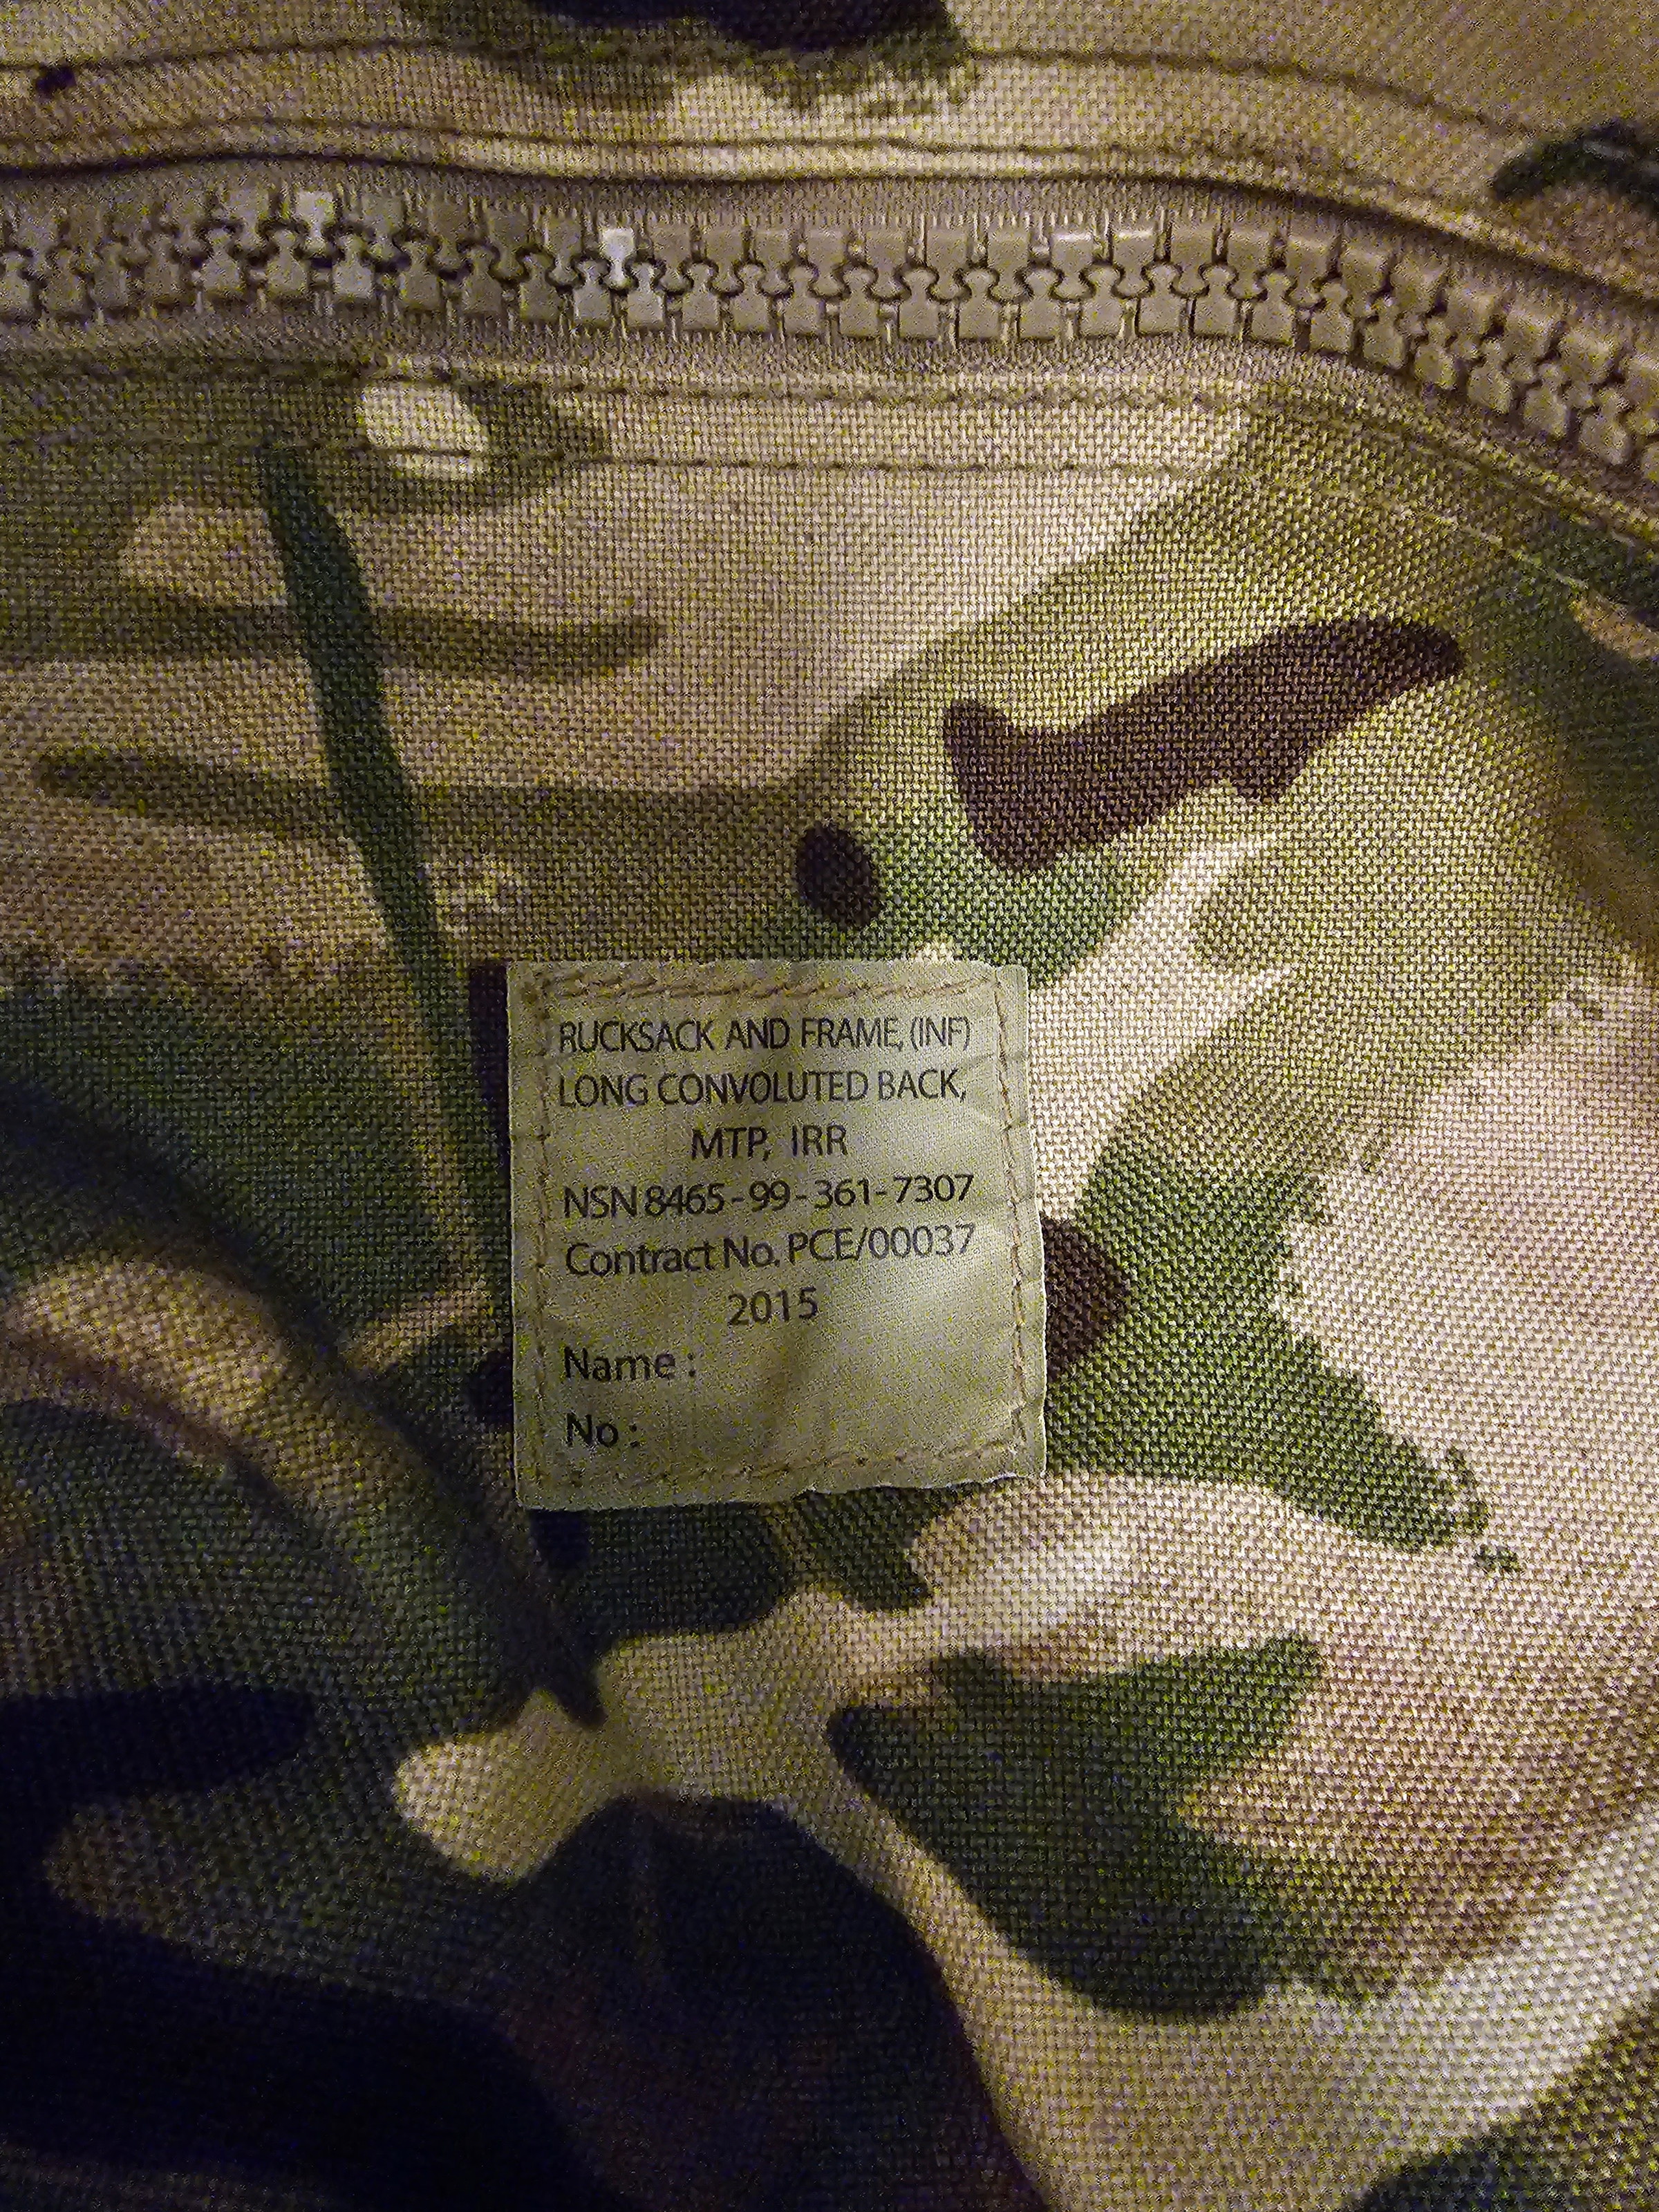 RUCKSACK AND FRAME, (INF)
LONG CONVOLUTED BACK,
MTP, IRR
NSN 8465-99-361-7307
Contract No. PCE/00037
2015
Name :
No :